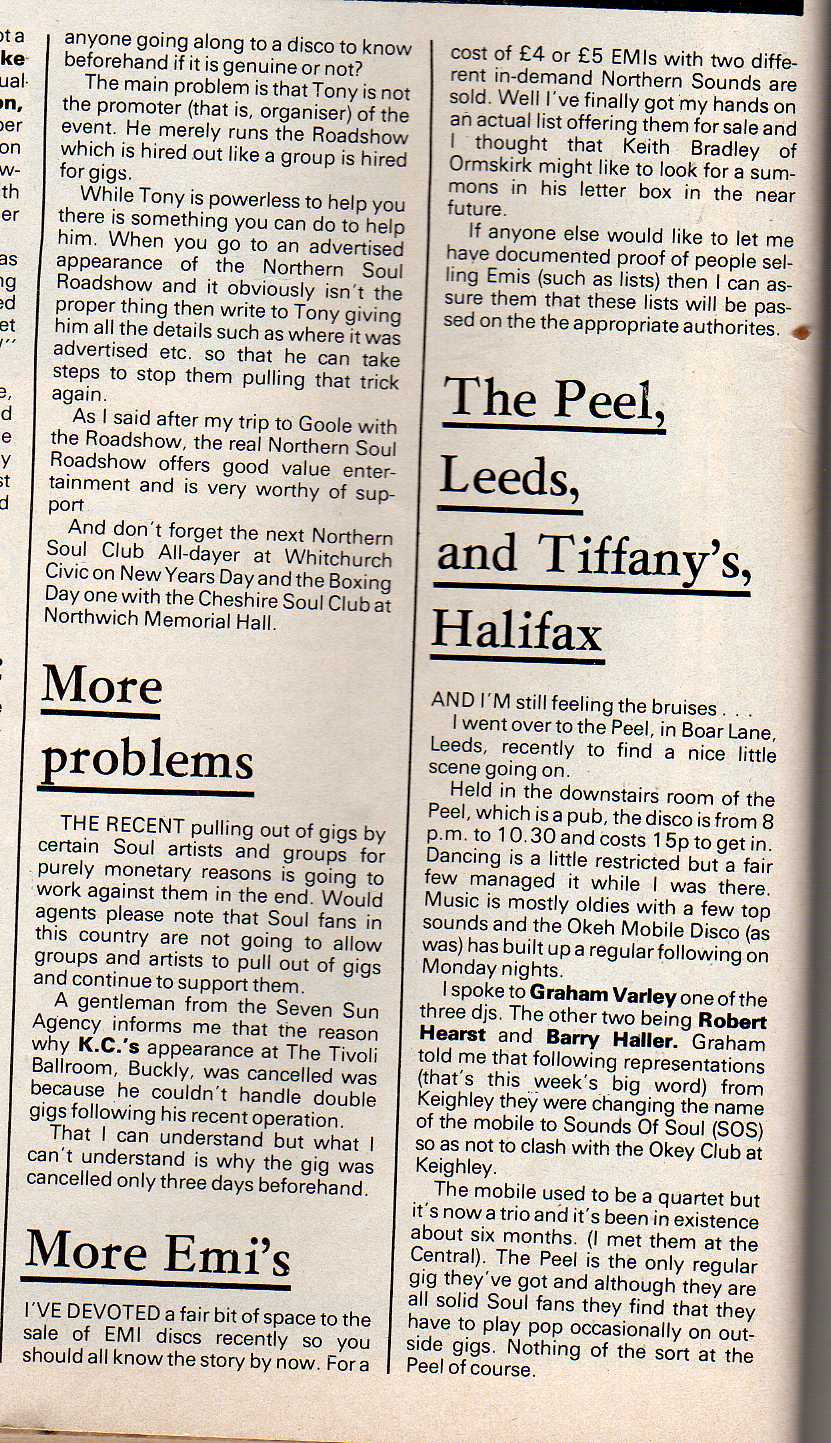 ot a
ke
ual-
on,
per
on
w-
th
er
as
ng
ed
et
!''
e,
d
e
y
st
d
anyone going along to a disco to know
beforehand if it is genuine or not?
The main problem is that Tony is not
the promoter (that is, organiser) of the
event. He merely runs the Roadshow
which is hired out like a group is hired
for gigs.
While Tony is powerless to help you
there is something you can do to help
him. When you go to an advertised
appearance of the Northern Soul
Roadshow and it obviously isn't the
proper thing then write to Tony giving
him all the details such as where it was
advertised etc. so that he can take
steps to stop them pulling that trick
again.
As I said after my trip to Goole with
the Roadshow, the real Northern Soul
Roadshow offers good value enter-
tainment and is very worthy of sup-
port
And don't forget the next Northern
Soul Club All-dayer at Whitchurch
Civic on New Years Day and the Boxing
Day one with the Cheshire Soul Club at
Northwich Memorial Hall.
More
problems
THE RECENT pulling out of gigs by
certain Soul artists and groups for
purely monetary reasons is going to
work against them in the end. Would
agents please note that Soul fans in
this country are not going to allow
groups and artists to pull out of gigs
and continue to support them.
A gentleman from the Seven Sun
Agency informs me that the reason
why K.C.'s appearance at The Tivoli
Ballroom, Buckly, was cancelled was
because he couldn't handle double
gigs following his recent operation.
That I can understand but what I
can't understand is why the gig was
cancelled only three days beforehand.
More Emi's
I'VE DEVOTED a fair bit of space to the
sale of EMI discs recently so you
should all know the story by now. For a
cost of £4 or £5 EMIs with two diffe-
rent in-demand Northern Sounds are
sold. Well I've finally got my hands on
an actual list offering them for sale and
I thought that Keith Bradley of
Ormskirk might like to look for a sum-
mons in his letter box in the near
future.
If anyone else would like to let me
have documented proof of people sel-
ling Emis (such as lists) then I can as-
sure them that these lists will be pas-
sed on the the appropriate authorites.
The Peel,
Leeds,
and Tiffany's,
Halifax
AND I'M still feeling the bruises . . .
I went over to the Peel, in Boar Lane,
Leeds, recently to find a nice little
scene going on.
Held in the downstairs room of the
Peel, which is a pub, the disco is from 8
p.m. to 10.30 and costs 15p to get in.
Dancing is a little restricted but a fair
few managed it while I was there.
Music is mostly oldies with a few top
sounds and the Okeh Mobile Disco (as
was) has built up a regular following on
Monday nights.
I spoke to Graham Varley one of the
three djs. The other two being Robert
Hearst and Barry Haller. Graham
told me that following representations
(that's this week's big word) from
Keighley they were changing the name
of the mobile to Sounds Of Soul (SOS)
so as not to clash with the Okey Club at
Keighley.
The mobile used to be a quartet but
it's now a trio and it's been in existence
about six months. (I met them at the
Central). The Peel is the only regular
gig they've got and although they are
all solid Soul fans they find that they
have to play pop occasionally on out-
side gigs. Nothing of the sort at the
Peel of course.